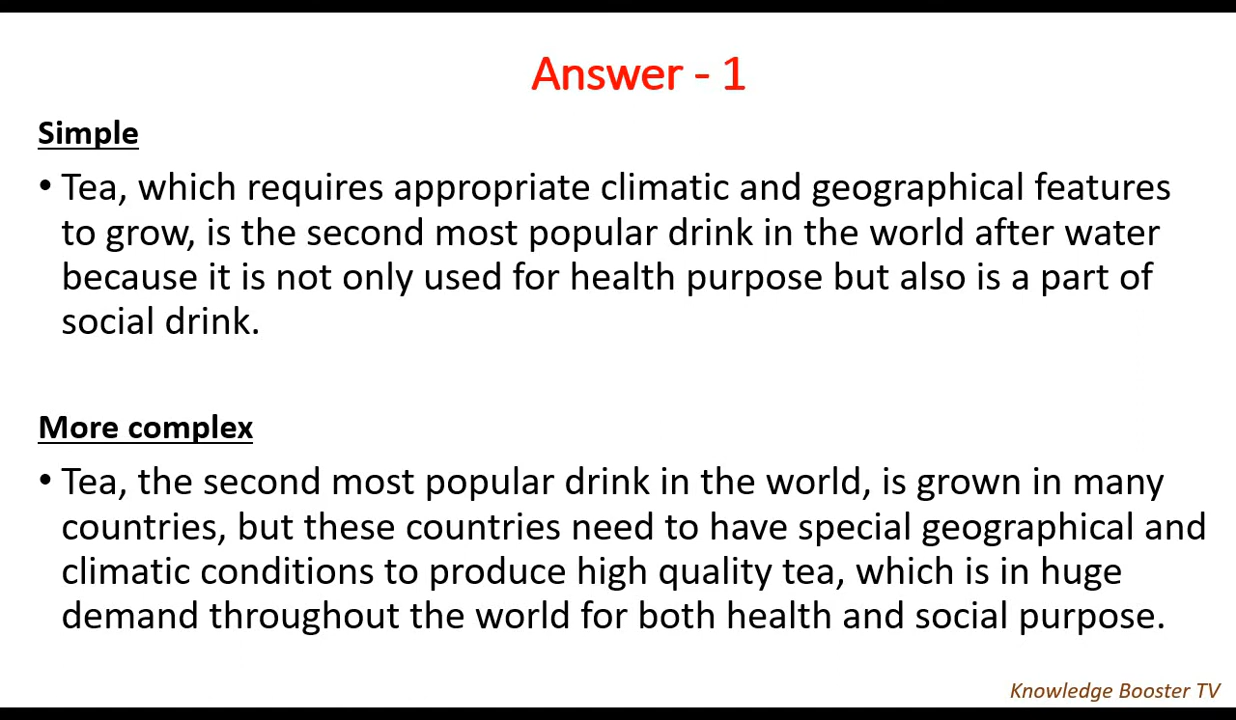 Answer - 1
Simple
• Tea, which requires appropriate climatic and geographical features
to grow, is the second most popular drink in the world after water
because it is not only used for health purpose but also is a part of
social drink.
More complex
• Tea, the second most popular drink in the world, is grown in many
countries, but these countries need to have special geographical and
climatic conditions to produce high quality tea, which is in huge
demand throughout the world for both health and social purpose.
Knowledge Booster TV